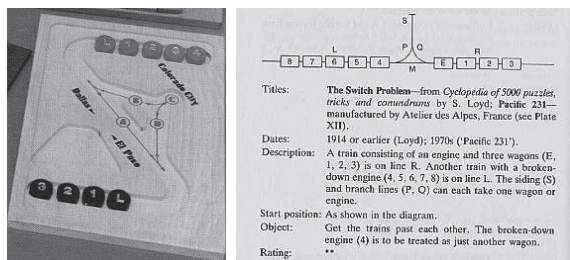 L 1 2 3 4
Colorado City
Dallas
B C
A D
El Paso
3 2 1 L
S
P Q
L R
8 7 6 5 4 E 1 2 3
M
Titles: The Switch Problem—from Cyclopedia of 5000 puzzles,
tricks and conundrums by S. Loyd; Pacific 231—
manufactured by Atelier des Alpes, France (see Plate
XII).
Dates: 1914 or earlier (Loyd); 1970s ('Pacific 231').
Description: A train consisting of an engine and three wagons (E,
1, 2, 3) is on line R. Another train with a broken-
down engine (4, 5, 6, 7, 8) is on line L. The siding (S)
and branch lines (P, Q) can each take one wagon or
engine.
Start position: As shown in the diagram.
Object: Get the trains past each other. The broken-down
engine (4) is to be treated as just another wagon.
Rating: **